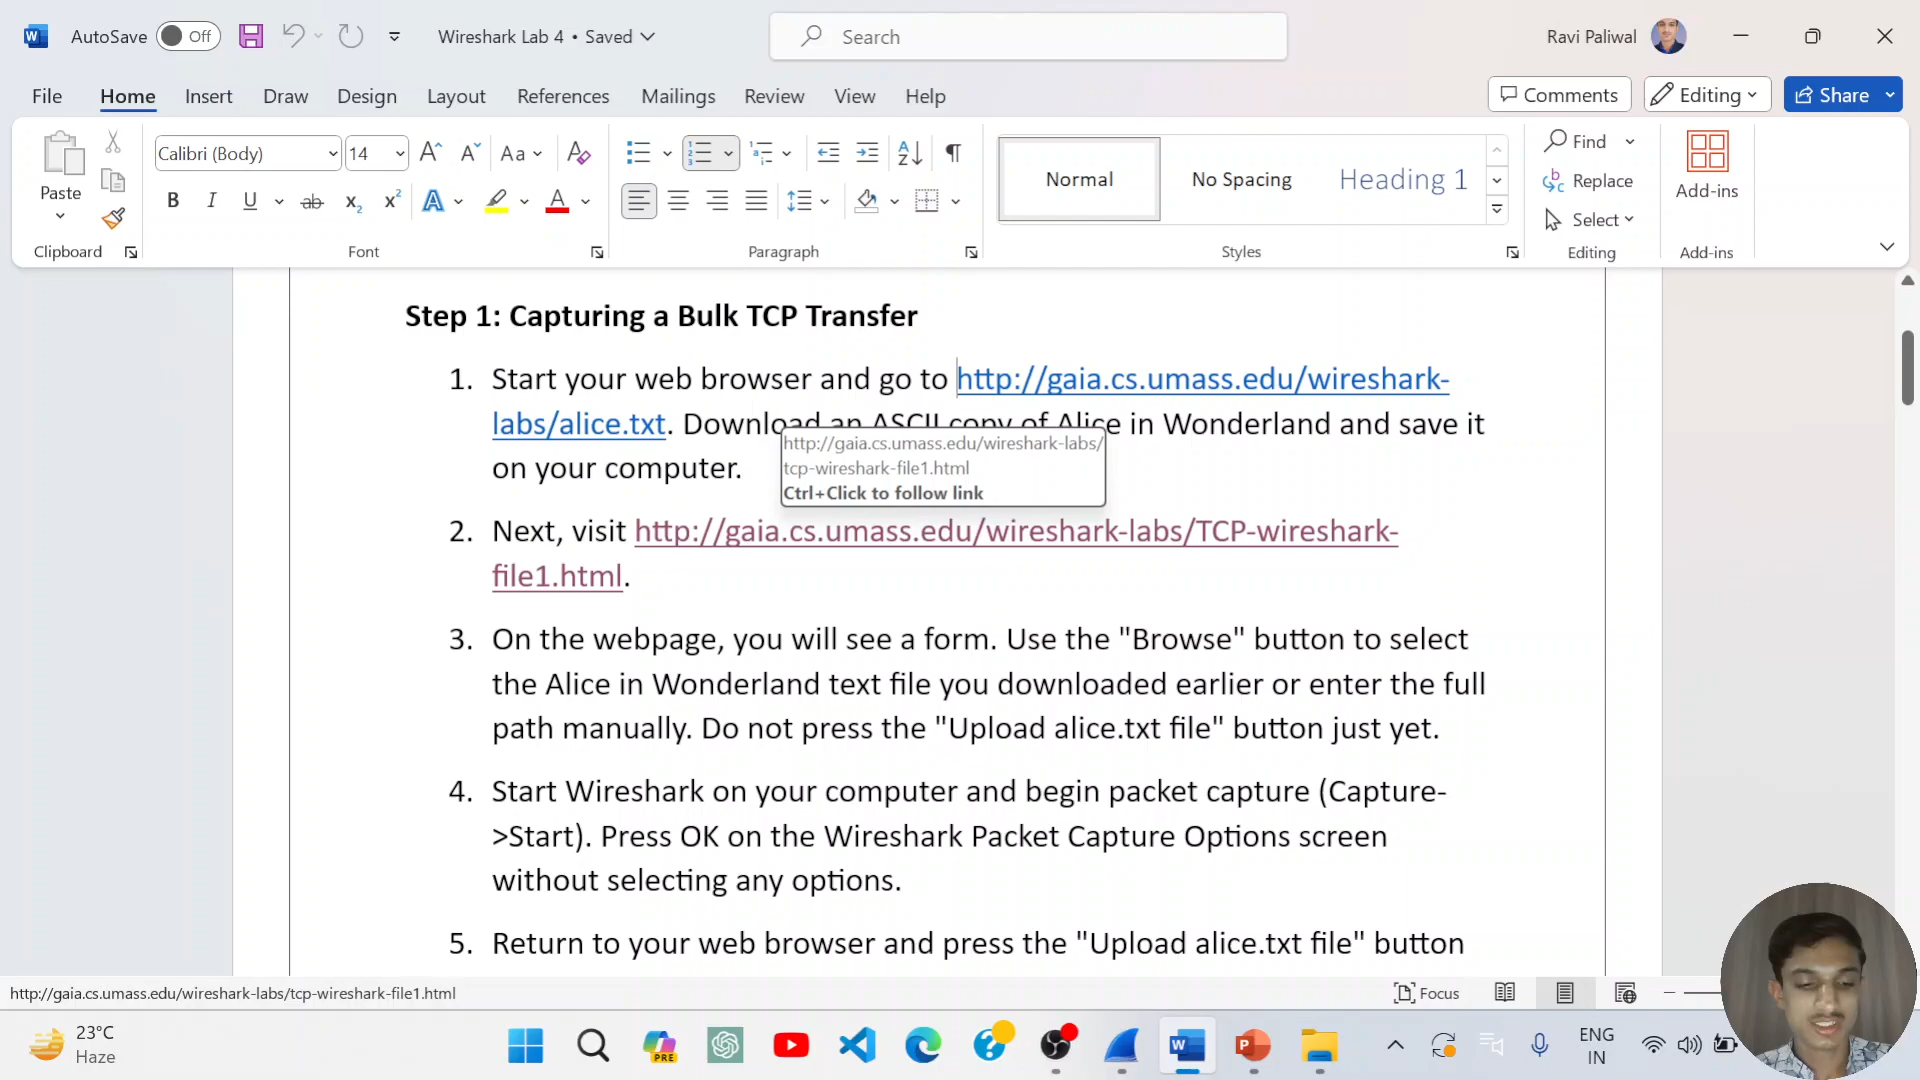 AutoSave Off Wireshark Lab 4 • Saved Search Ravi Paliwal
File Home Insert Draw Design Layout References Mailings Review View Help Comments Editing Share
Calibri (Body) 14 Aa Normal No Spacing Heading 1 Find
Paste Replace Add-ins
Select
Clipboard Font Paragraph Styles Editing Add-ins
Step 1: Capturing a Bulk TCP Transfer
1. Start your web browser and go to http://gaia.cs.umass.edu/wireshark-
labs/alice.txt. Download an ASCII copy of Alice in Wonderland and save it
on your computer.
http://gaia.cs.umass.edu/wireshark-labs/
tcp-wireshark-file1.html
Ctrl+Click to follow link
2. Next, visit http://gaia.cs.umass.edu/wireshark-labs/TCP-wireshark-
file1.html.
3. On the webpage, you will see a form. Use the "Browse" button to select
the Alice in Wonderland text file you downloaded earlier or enter the full
path manually. Do not press the "Upload alice.txt file" button just yet.
4. Start Wireshark on your computer and begin packet capture (Capture-
>Start). Press OK on the Wireshark Packet Capture Options screen
without selecting any options.
5. Return to your web browser and press the "Upload alice.txt file" button
http://gaia.cs.umass.edu/wireshark-labs/tcp-wireshark-file1.html Focus
23°C
Haze
PRE
ENG
IN